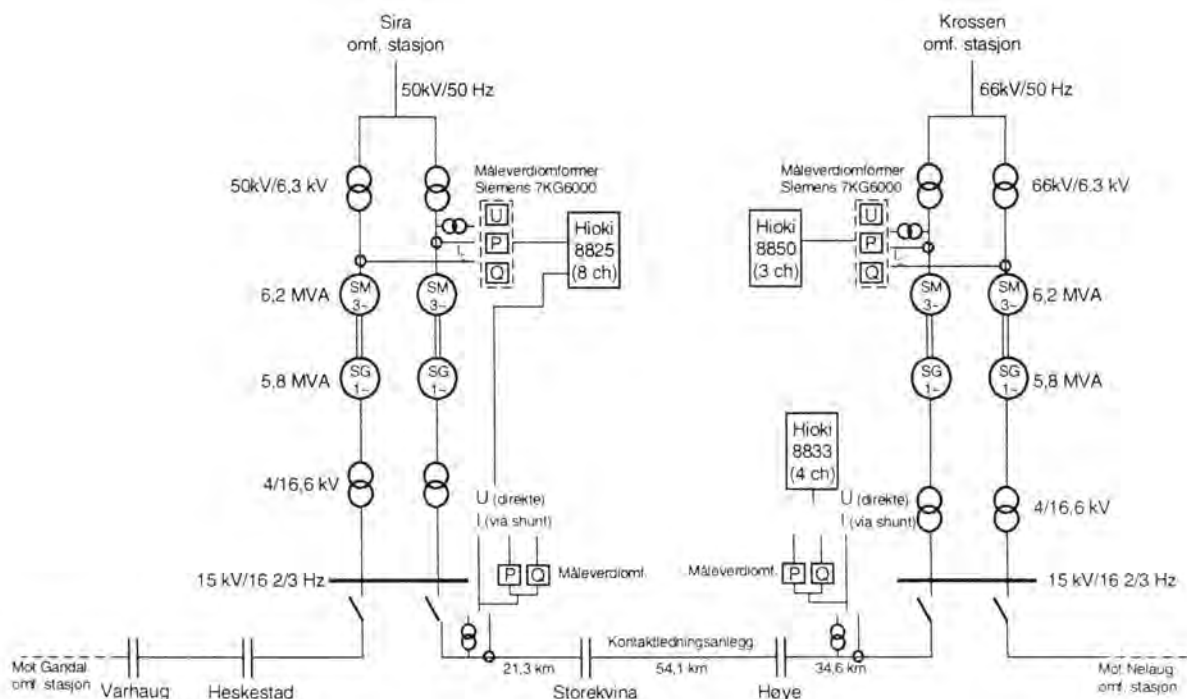 Sira
omf. stasjon
50kV/50 Hz
50kV/6,3 kV
Måleverdiomformer
Siemens 7KG6000
U
P
Q
Hioki
8825
(8 ch)
SM
3~
SM
3~
6,2 MVA
SG
1~
SG
1~
5,8 MVA
4/16,6 kV
U (direkte)
I (via shunt)
P Q Måleverdiomf.
15 kV/16 2/3 Hz
Mot Gandal
omf. stasjon
Varhaug
Heskestad
Krossen
omf. stasjon
66kV/50 Hz
Måleverdiomformer
Siemens 7KG6000
66kV/6,3 kV
U
P
Q
Hioki
8850
(3 ch)
SM
3~
SM
3~
6,2 MVA
SG
1~
SG
1~
5,8 MVA
Hioki
8833
(4 ch)
U (direkte)
I (via shunt)
4/16,6 kV
Måleverdiomf. P Q
15 kV/16 2/3 Hz
Kontaktledningsanlegg
21,3 km
54,1 km
34,6 km
Storekvina
Høye
Mot Nelaug
omf. stasjon